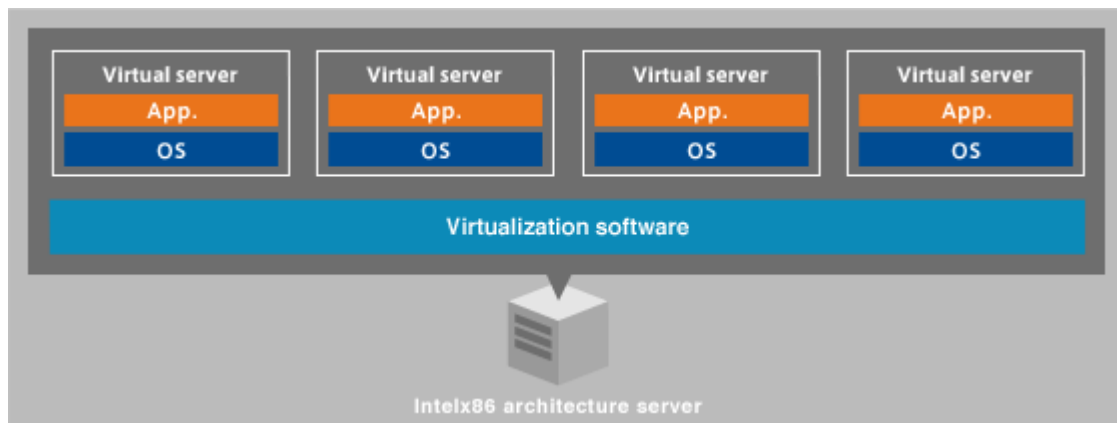 Virtual server
App.
OS
Virtual server
App.
OS
Virtual server
App.
OS
Virtual server
App.
OS
Virtualization software
Intelx86 architecture server